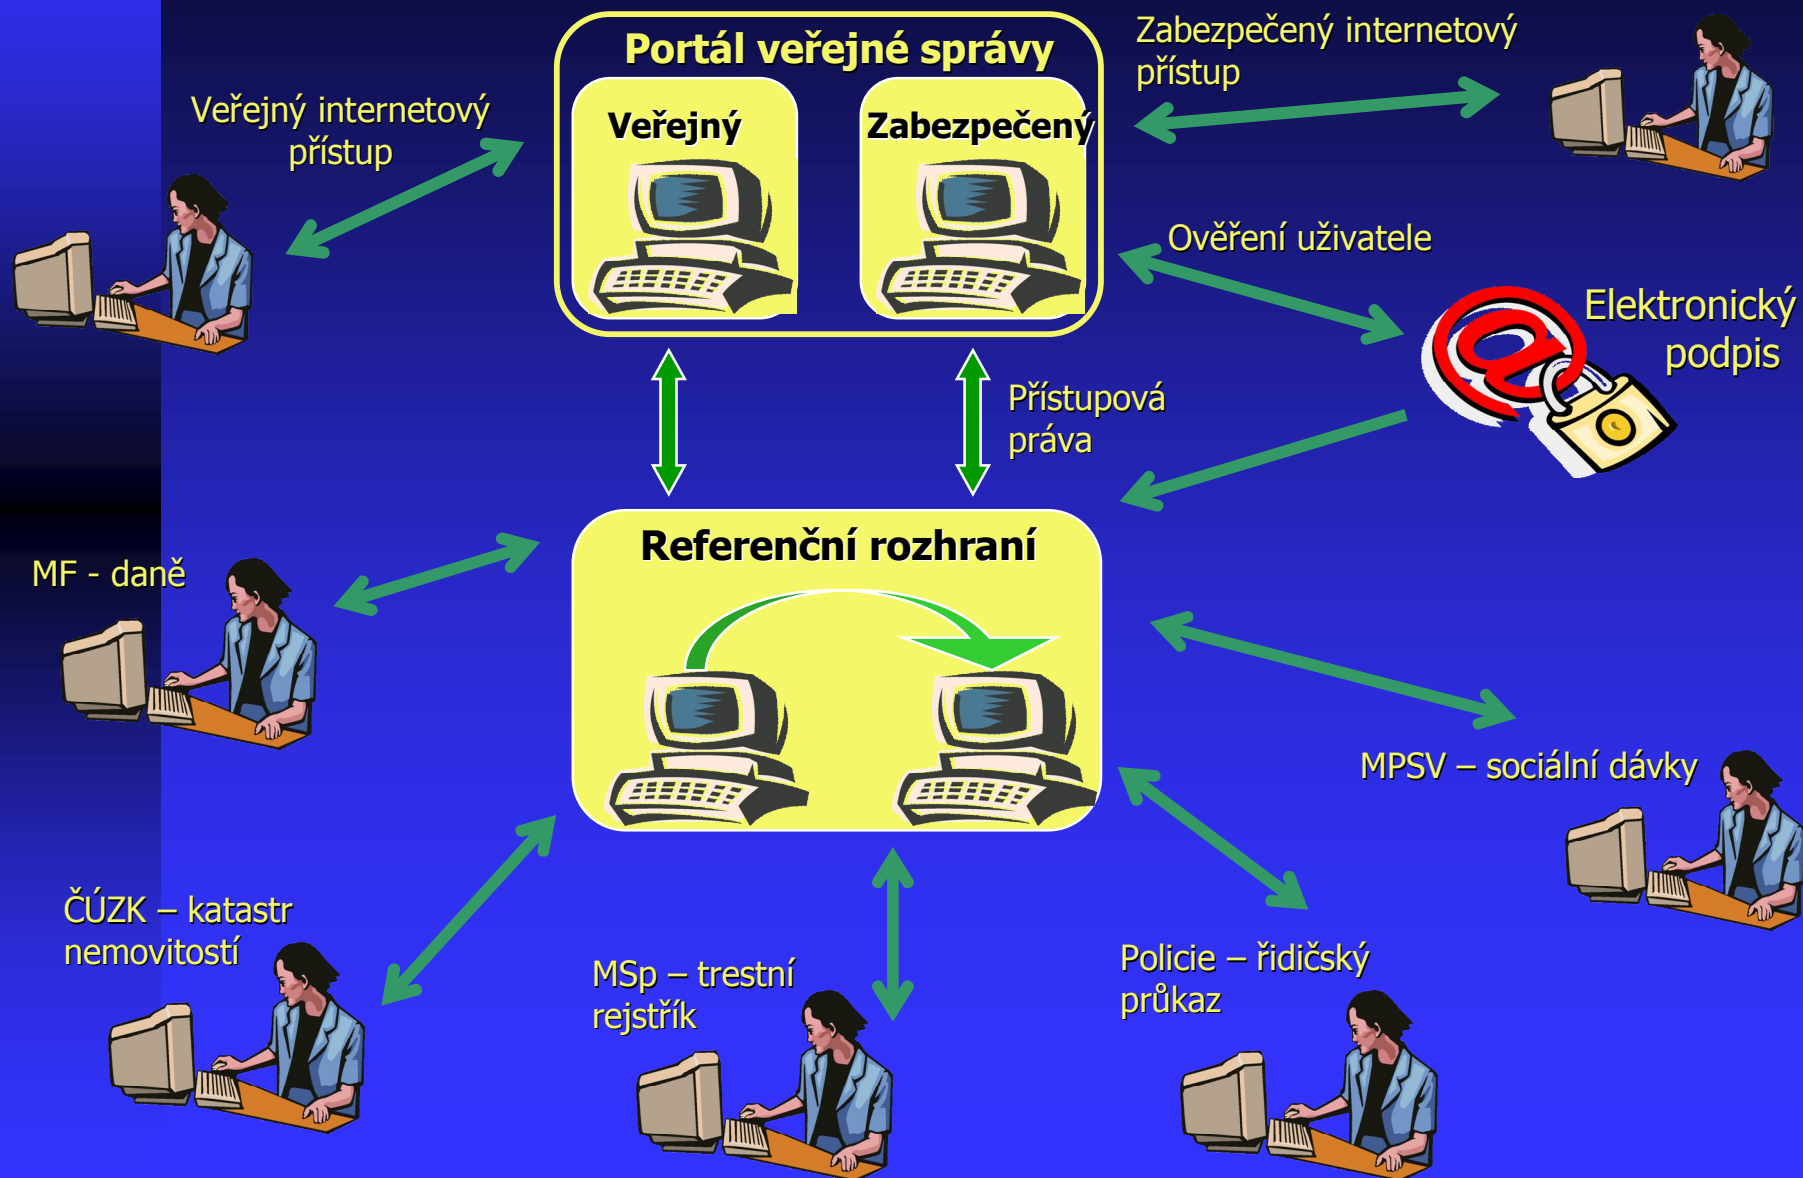 Portál veřejné správy
Veřejný
Zabezpečený
Zabezpečený internetový
přístup
Veřejný internetový
přístup
Ověření uživatele
Elektronický
podpis
Přístupová
práva
Referenční rozhraní
MF - daně
MPSV – sociální dávky
ČÚZK – katastr
nemovitostí
MSp – trestní
rejstřík
Policie – řidičský
průkaz